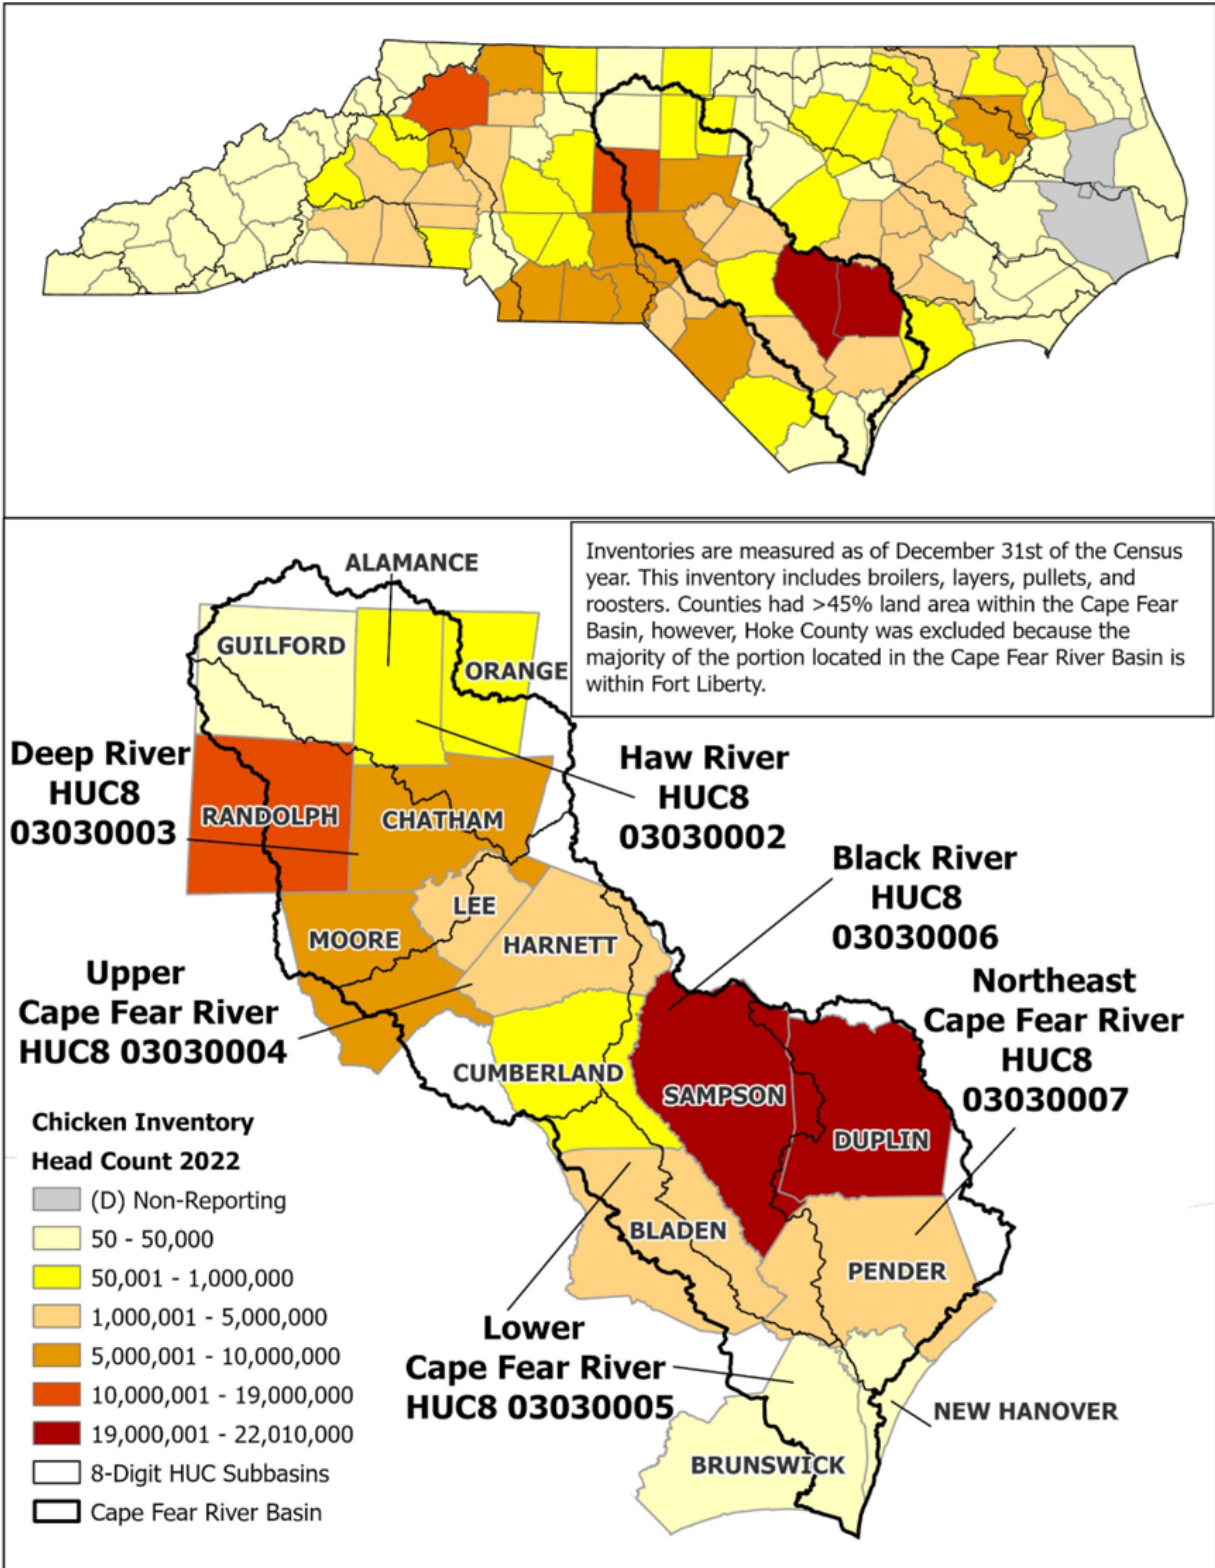 Inventories are measured as of December 31st of the Census
year. This inventory includes broilers, layers, pullets, and
roosters. Counties had >45% land area within the Cape Fear
Basin, however, Hoke County was excluded because the
majority of the portion located in the Cape Fear River Basin is
within Fort Liberty.
ALAMANCE
GUILFORD
ORANGE
Deep River
HUC8
03030003
Haw River
HUC8
03030002
RANDOLPH
CHATHAM
Black River
HUC8
03030006
LEE
MOORE
HARNETT
Upper
Cape Fear River
HUC8 03030004
Northeast
Cape Fear River
HUC8
03030007
CUMBERLAND
SAMPSON
DUPLIN
BLADEN
PENDER
Lower
Cape Fear River
HUC8 03030005
NEW HANOVER
BRUNSWICK
Chicken Inventory
Head Count 2022
(D) Non-Reporting
50 - 50,000
50,001 - 1,000,000
1,000,001 - 5,000,000
5,000,001 - 10,000,000
10,000,001 - 19,000,000
19,000,001 - 22,010,000
8-Digit HUC Subbasins
Cape Fear River Basin